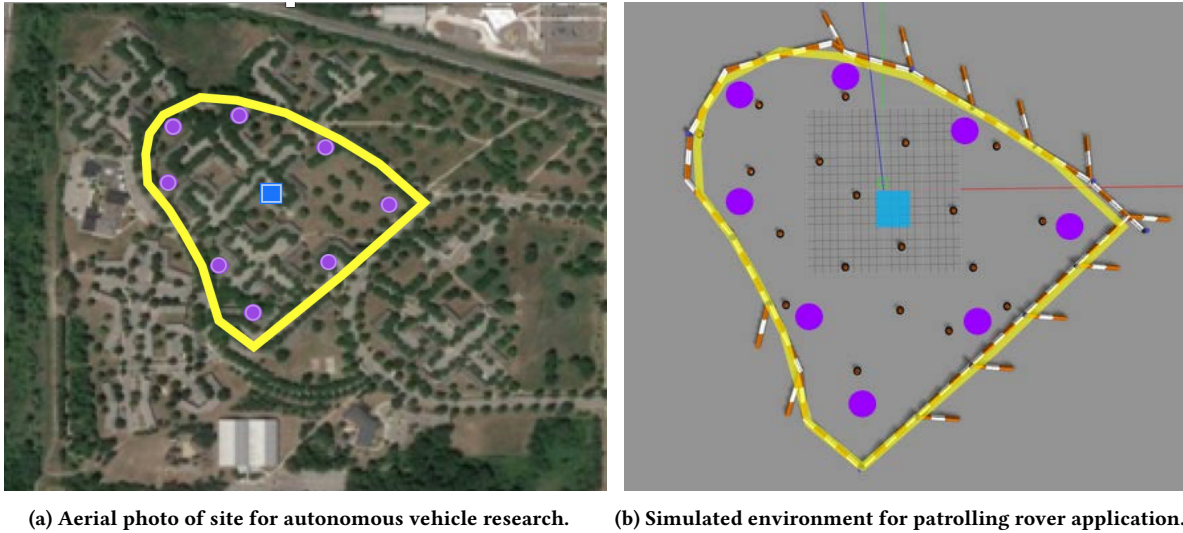 (a) Aerial photo of site for autonomous vehicle research.
(b) Simulated environment for patrolling rover application.